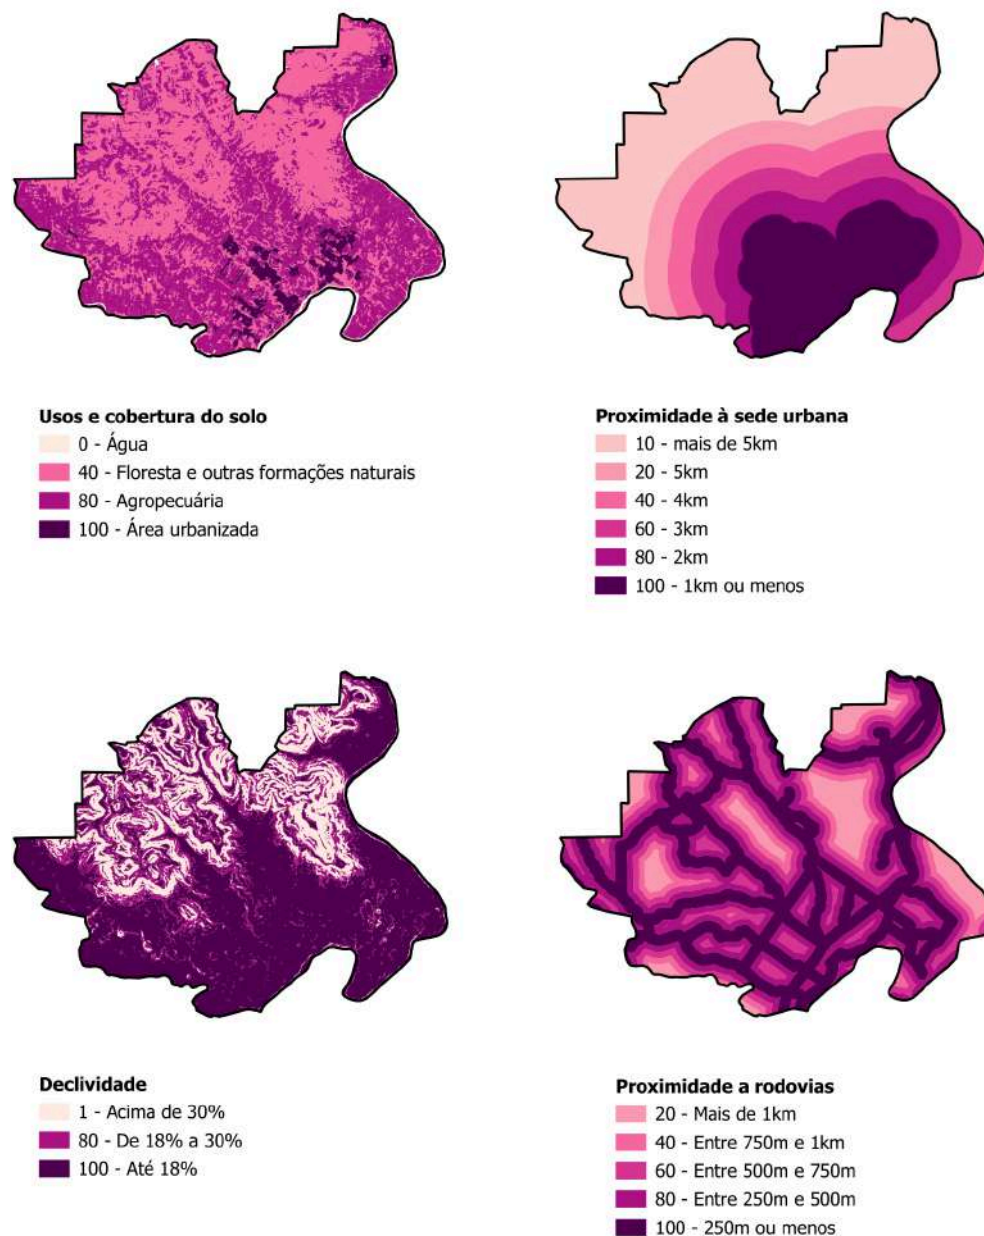 Usos e cobertura do solo
0 - Água
40 - Floresta e outras formações naturais
80 - Agropecuária
100 - Área urbanizada
Proximidade à sede urbana
10 - mais de 5km
20 - 5km
40 - 4km
60 - 3km
80 - 2km
100 - 1km ou menos
Declividade
1 - Acima de 30%
80 - De 18% a 30%
100 - Até 18%
Proximidade a rodovias
20 - Mais de 1km
40 - Entre 750m e 1km
60 - Entre 500m e 750m
80 - Entre 250m e 500m
100 - 250m ou menos